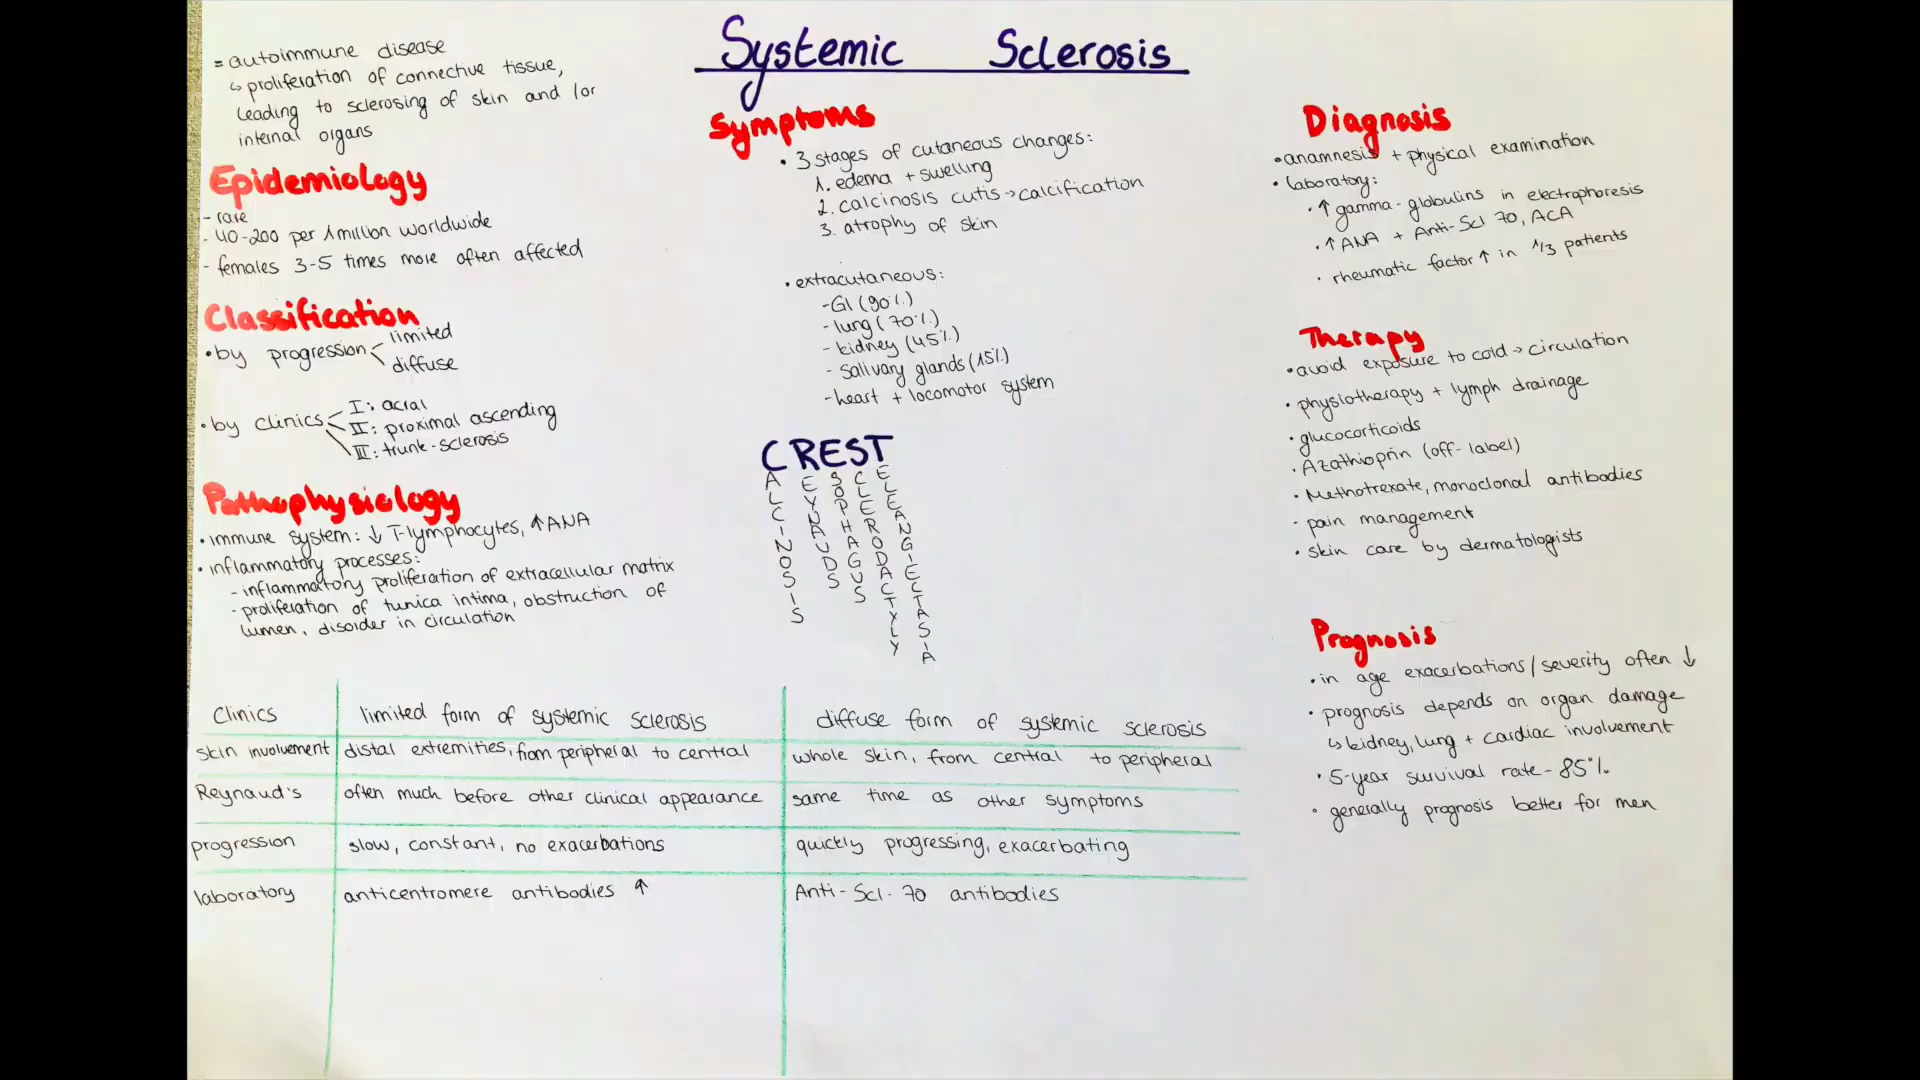 Systemic Sclerosis
= autoimmune disease
↳ proliferation of connective tissue,
leading to sclerosing of skin and/or
internal organs
Epidemiology
- rare
- 40-200 per 1 million worldwide
- females 3-5 times more often affected
Classification
• by progression < limited
diffuse
• by clinics < I: acral
II: proximal ascending
III: trunk-sclerosis
Pathophysiology
• immune system: ↓ T-lymphocytes, ↑ ANA
• inflammatory processes:
- inflammatory proliferation of extracellular matrix
- proliferation of tunica intima, obstruction of
lumen, disorder in circulation
Symptoms
• 3 stages of cutaneous changes:
1. edema + swelling
2. calcinosis cutis → calcification
3. atrophy of skin
• extracutaneous:
- GI (90%)
- lung (70%)
- kidney (45%)
- salivary glands (15%)
- heart + locomotor system
CREST
CALCINOSIS
REYNAUDS
ESOPHAGUS
SCLERODACTYLY
TELEANGIECTASIA
Diagnosis
• anamnesis + physical examination
• laboratory:
• ↑ gamma-globulins in electrophoresis
• ↑ ANA + Anti-Scl 70, ACA
• rheumatic factor ↑ in 1/3 patients
Therapy
• avoid exposure to cold → circulation
• physiotherapy + lymph drainage
• glucocorticoids
• Azathioprin (off-label)
• Methotrexate, monoclonal antibodies
- pain management
• skin care by dermatologists
Prognosis
• in age exacerbations/severity often ↓
• prognosis depends on organ damage
↳ kidney, lung + cardiac involvement
• 5-year survival rate - 85%
• generally prognosis better for men
Clinics limited form of systemic sclerosis diffuse form of systemic sclerosis
skin involvement distal extremities, from peripheral to central whole skin, from central to peripheral
Reynaud's often much before other clinical appearance same time as other symptoms
progression slow, constant, no exacerbations quickly progressing, exacerbating
laboratory anticentromere antibodies ↑ Anti-Scl-70 antibodies